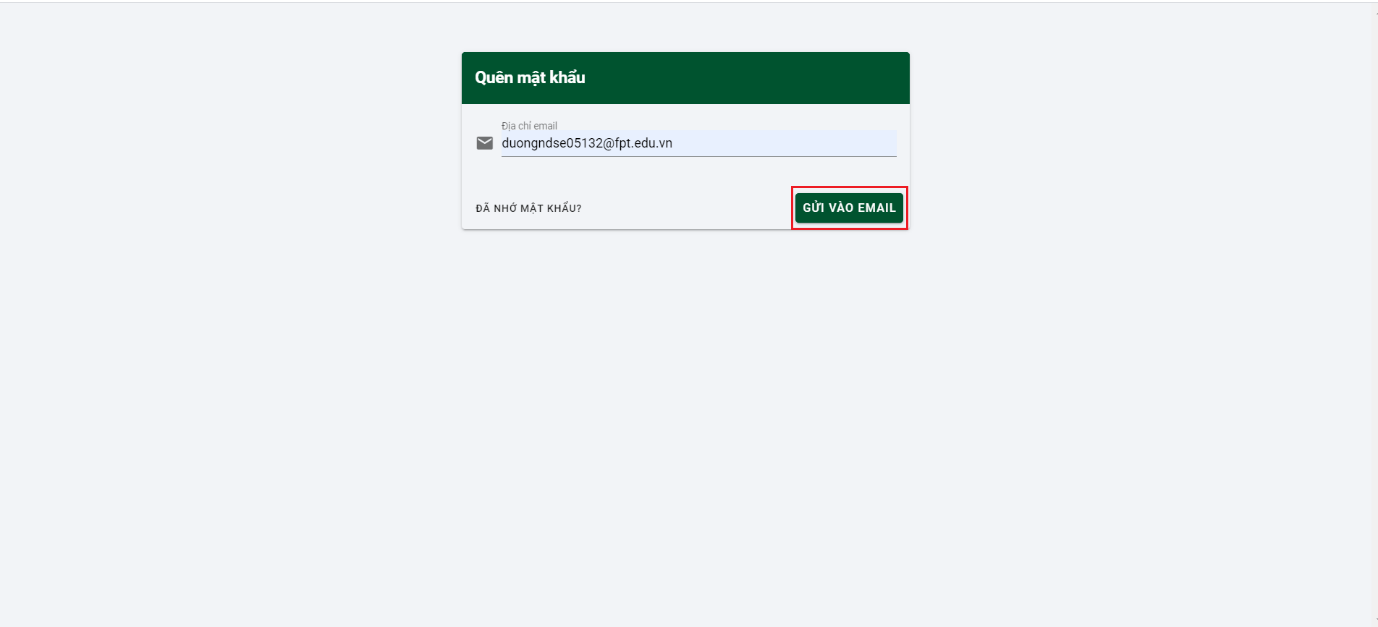 Quên mật khẩu
Địa chỉ email
duongndse05132@fpt.edu.vn
ĐÃ NHỚ MẬT KHẨU?
GỬI VÀO EMAIL